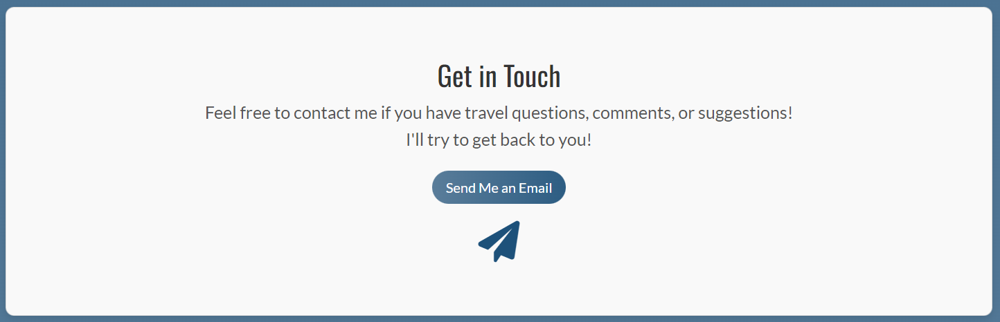 Get in Touch
Feel free to contact me if you have travel questions, comments, or suggestions!
I'll try to get back to you!
Send Me an Email